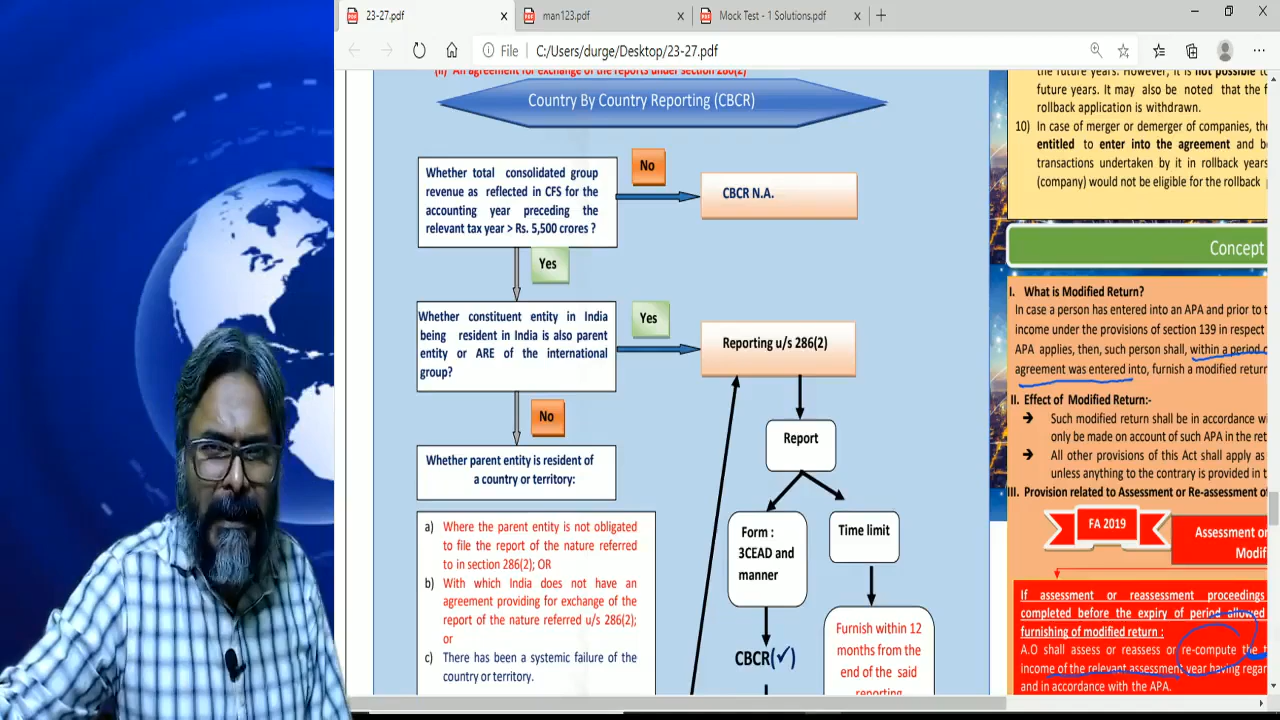 23-27.pdf
man123.pdf
Mock Test - 1 Solutions.pdf
File
C:/Users/durge/Desktop/23-27.pdf
(ii) An agreement for exchange of the reports under section 286(2)
Country By Country Reporting (CBCR)
Whether total consolidated group
revenue as reflected in CFS for the
accounting year preceding the
relevant tax year > Rs. 5,500 crores ?
No
CBCR N.A.
Yes
Whether constituent entity in India
being resident in India is also parent
entity or ARE of the international
group?
Yes
Reporting u/s 286(2)
No
Whether parent entity is resident of
a country or territory:
a) Where the parent entity is not obligated
to file the report of the nature referred
to in section 286(2); OR
b) With which India does not have an
agreement providing for exchange of the
report of the nature referred u/s 286(2);
or
c) There has been a systemic failure of the
country or territory.
Report
Form :
3CEAD and
manner
Time limit
CBCR(✓)
Furnish within 12
months from the
end of the said
reporting
the future years. However, it is not possible
future years. It may also be noted that the
rollback application is withdrawn.
10) In case of merger or demerger of companies, the
entitled to enter into the agreement and
transactions undertaken by it in rollback years
(company) would not be eligible for the rollback
Concept
I. What is Modified Return?
In case a person has entered into an APA and prior to
income under the provisions of section 139 in respect
APA applies, then, such person shall, within a period
agreement was entered into, furnish a modified return
II. Effect of Modified Return:-
Such modified return shall be in accordance
only be made on account of such APA in the
All other provisions of this Act shall apply as
unless anything to the contrary is provided in
III. Provision related to Assessment or Re-assessment
FA 2019
Assessment or
If assessment or reassessment proceedings
completed before the expiry of period allowed
furnishing of modified return :
A.O shall assess or reassess or re-compute the
income of the relevant assessment year having
and in accordance with the APA.